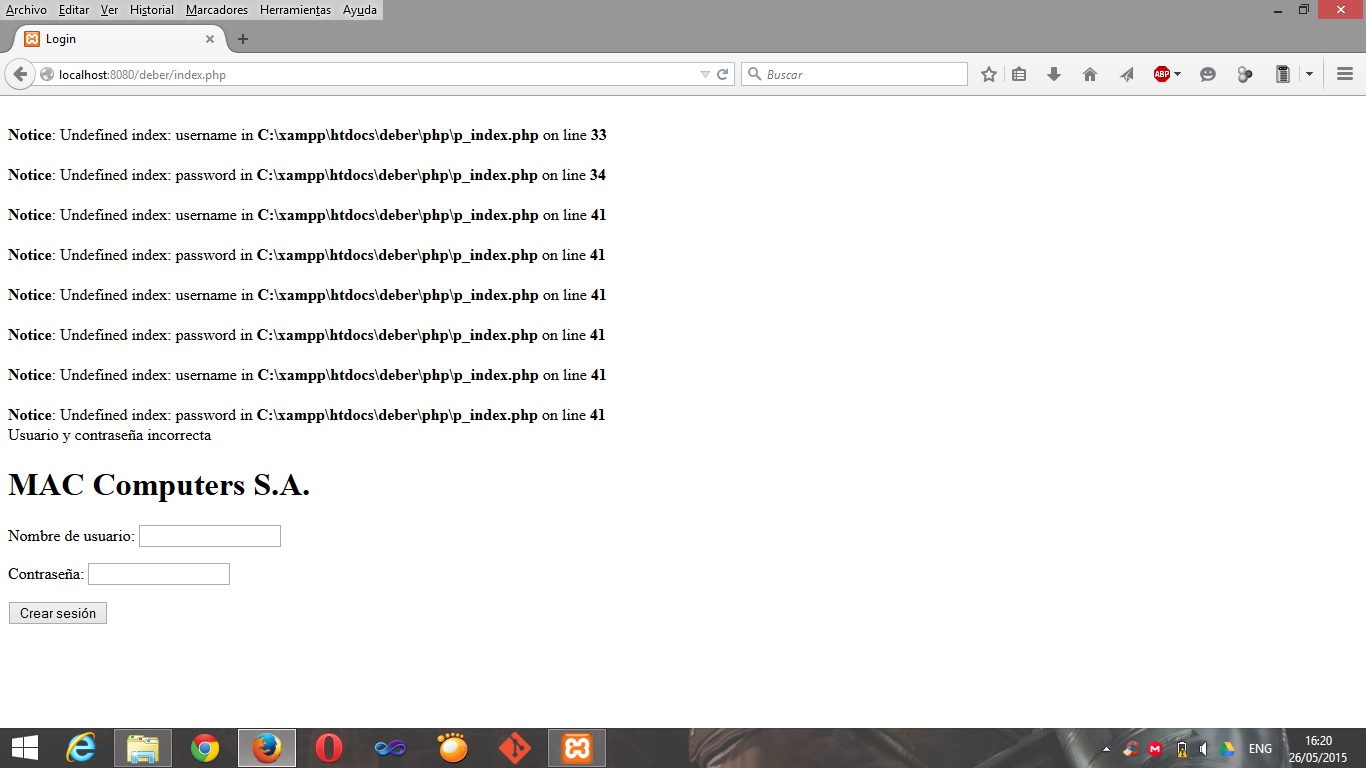 Archivo Editar Ver Historial Marcadores Herramientas Ayuda
Login
localhost:8080/deber/index.php
Buscar
ABP
Notice: Undefined index: username in C:\xampp\htdocs\deber\php\p_index.php on line 33
Notice: Undefined index: password in C:\xampp\htdocs\deber\php\p_index.php on line 34
Notice: Undefined index: username in C:\xampp\htdocs\deber\php\p_index.php on line 41
Notice: Undefined index: password in C:\xampp\htdocs\deber\php\p_index.php on line 41
Notice: Undefined index: username in C:\xampp\htdocs\deber\php\p_index.php on line 41
Notice: Undefined index: password in C:\xampp\htdocs\deber\php\p_index.php on line 41
Notice: Undefined index: username in C:\xampp\htdocs\deber\php\p_index.php on line 41
Notice: Undefined index: password in C:\xampp\htdocs\deber\php\p_index.php on line 41
Usuario y contraseña incorrecta
MAC Computers S.A.
Nombre de usuario:
Contraseña:
Crear sesión
ENG
16:20
26/05/2015